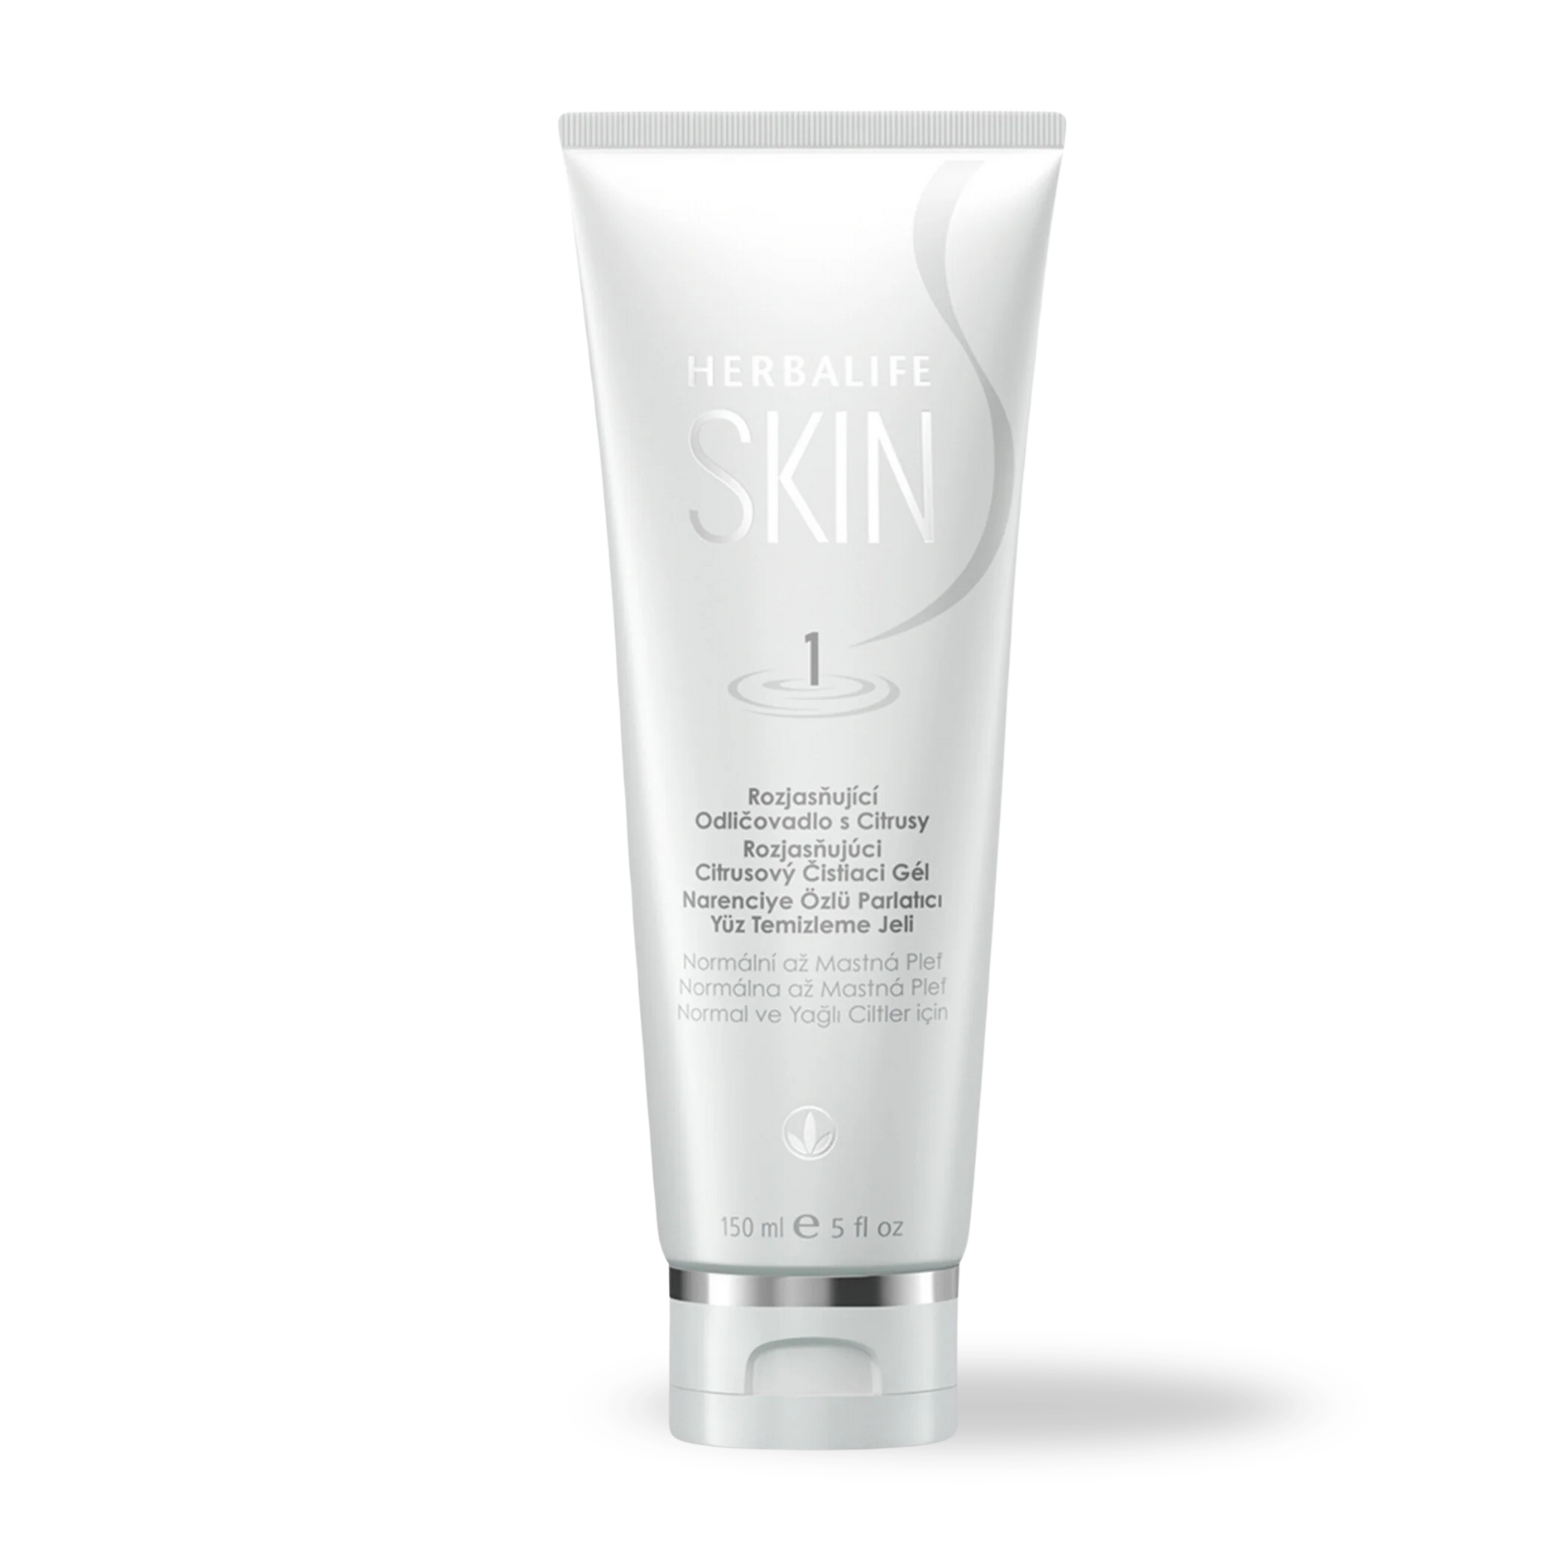 HERBALIFE
SKIN
1
Rozjasňující
Odličovadlo s Citrusy
Rozjasňujúci
Citrusový Čistiaci Gél
Narenciye Özlü Parlatıcı
Yüz Temizleme Jeli
Normální až Mastná Pleť
Normálna až Mastná Pleť
Normal ve Yağlı Ciltler için
150 ml e 5 fl oz